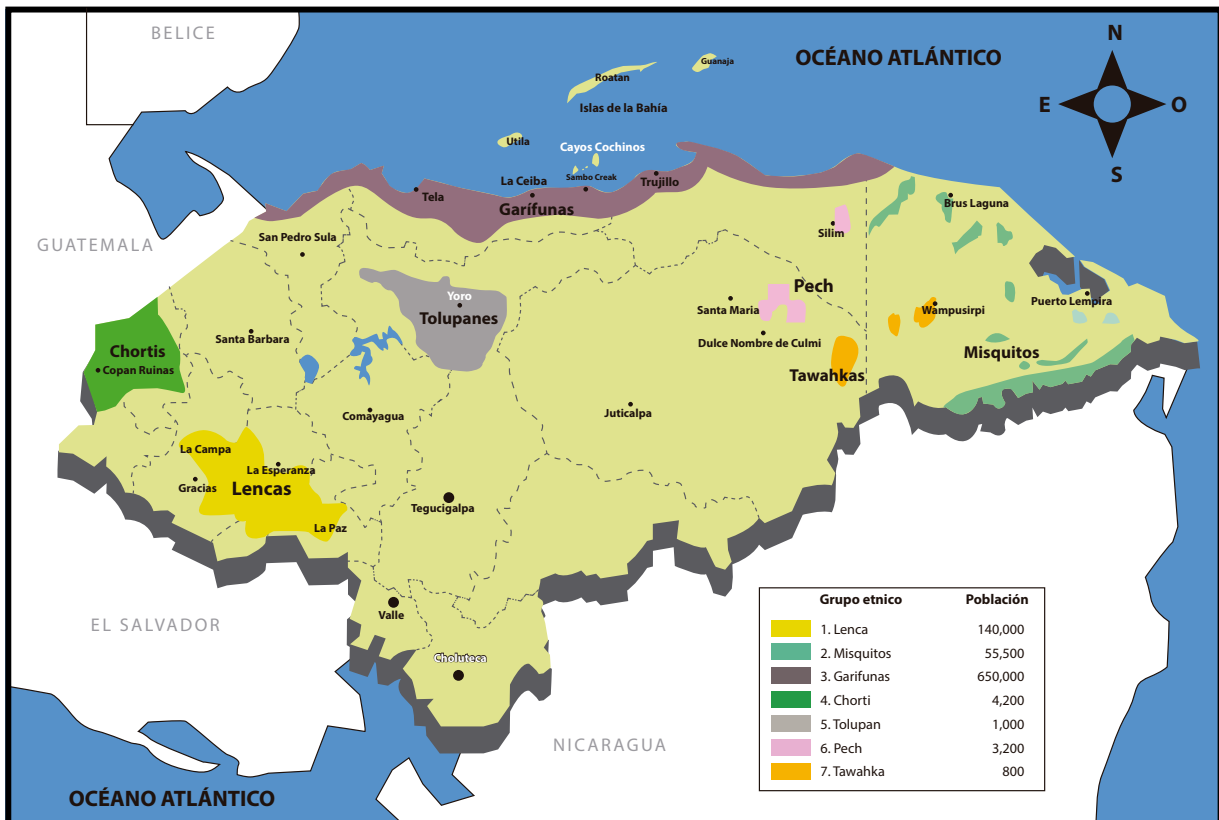 BELICE
OCÉANO ATLÁNTICO
N
E
O
S
Guanaja
Roatan
Islas de la Bahía
Utila
Cayos Cochinos
Sambo Creak
La Ceiba
Trujillo
Tela
Garífunas
Brus Laguna
Silim
GUATEMALA
San Pedro Sula
Pech
Yoro
Tolupanes
Santa Maria
Wampusirpi
Puerto Lempira
Santa Barbara
Dulce Nombre de Culmi
Chortis
Copan Ruinas
Misquitos
Tawahkas
Comayagua
Juticalpa
La Campa
La Esperanza
Gracias
Lencas
Tegucigalpa
La Paz
Valle
EL SALVADOR
Choluteca
NICARAGUA
OCÉANO ATLÁNTICO
Grupo etnico Población
1. Lenca 140,000
2. Misquitos 55,500
3. Garifunas 650,000
4. Chorti 4,200
5. Tolupan 1,000
6. Pech 3,200
7. Tawahka 800